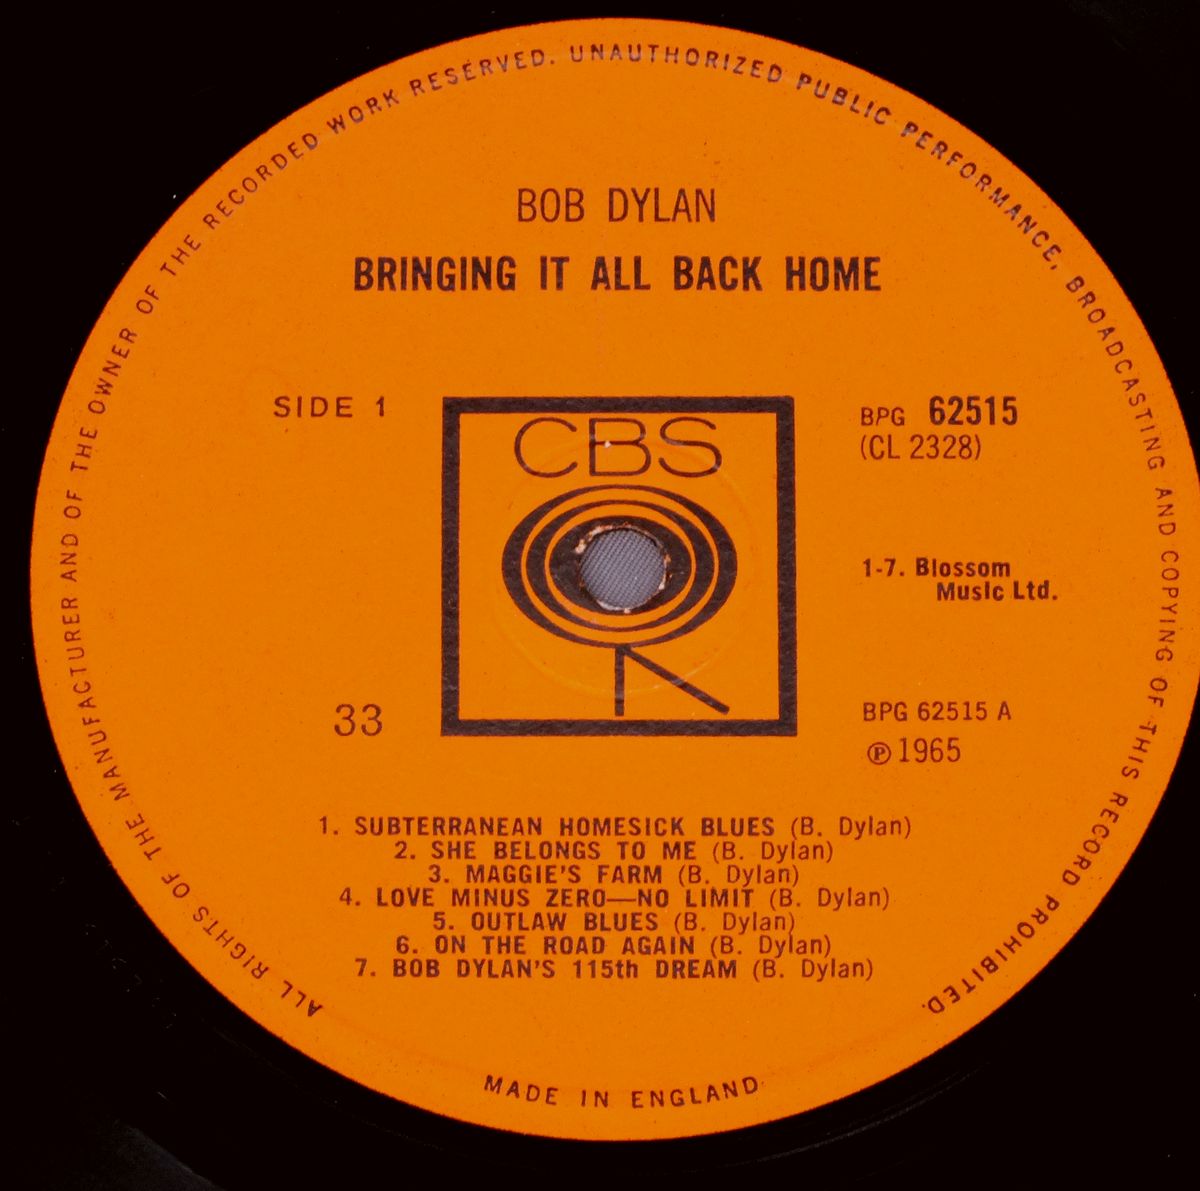 ALL RIGHTS OF THE MANUFACTURER AND OF THE OWNER OF THE RECORDED WORK RESERVED. UNAUTHORIZED PUBLIC PERFORMANCE, BROADCASTING AND COPYING OF THIS RECORD PROHIBITED.
BOB DYLAN
BRINGING IT ALL BACK HOME
SIDE 1
CBS
BPG 62515
(CL 2328)
1-7. Blossom
Music Ltd.
33
BPG 62515 A
Ⓟ 1965
1. SUBTERRANEAN HOMESICK BLUES (B. Dylan)
2. SHE BELONGS TO ME (B. Dylan)
3. MAGGIE'S FARM (B. Dylan)
4. LOVE MINUS ZERO—NO LIMIT (B. Dylan)
5. OUTLAW BLUES (B. Dylan)
6. ON THE ROAD AGAIN (B. Dylan)
7. BOB DYLAN'S 115th DREAM (B. Dylan)
MADE IN ENGLAND